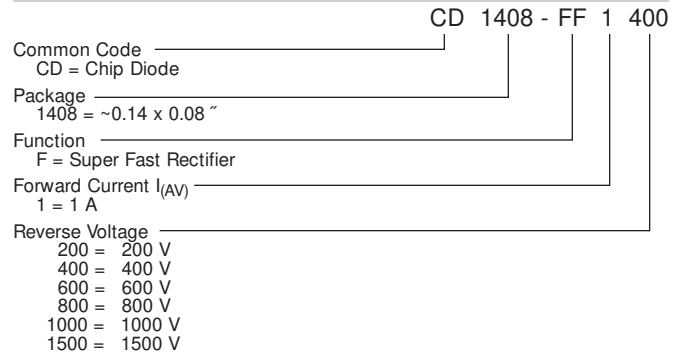 CD 1408 - FF 1 400
Common Code
CD = Chip Diode
Package
1408 = ~0.14 x 0.08 ˝
Function
F = Super Fast Rectifier
Forward Current I(AV)
1 = 1 A
Reverse Voltage
200 = 200 V
400 = 400 V
600 = 600 V
800 = 800 V
1000 = 1000 V
1500 = 1500 V